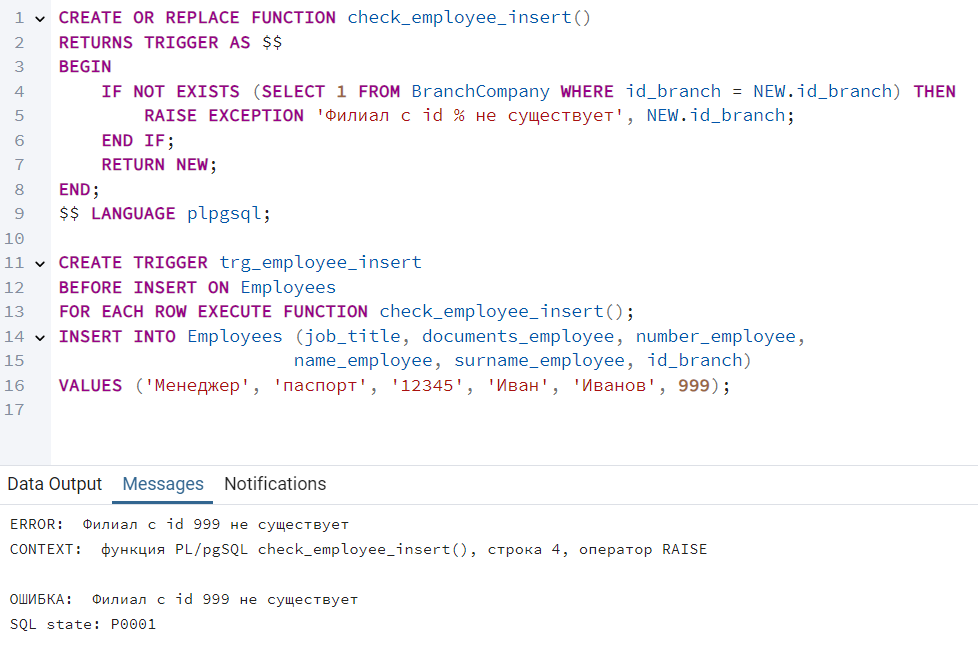 1 CREATE OR REPLACE FUNCTION check_employee_insert()
2 RETURNS TRIGGER AS $$
3 BEGIN
4 IF NOT EXISTS (SELECT 1 FROM BranchCompany WHERE id_branch = NEW.id_branch) THEN
5 RAISE EXCEPTION 'Филиал с id % не существует', NEW.id_branch;
6 END IF;
7 RETURN NEW;
8 END;
9 $$ LANGUAGE plpgsql;
10
11 CREATE TRIGGER trg_employee_insert
12 BEFORE INSERT ON Employees
13 FOR EACH ROW EXECUTE FUNCTION check_employee_insert();
14 INSERT INTO Employees (job_title, documents_employee, number_employee,
15 name_employee, surname_employee, id_branch)
16 VALUES ('Менеджер', 'паспорт', '12345', 'Иван', 'Иванов', 999);
17
Data Output Messages Notifications
ERROR: Филиал с id 999 не существует
CONTEXT: функция PL/pgSQL check_employee_insert(), строка 4, оператор RAISE
ОШИБКА: Филиал с id 999 не существует
SQL state: P0001